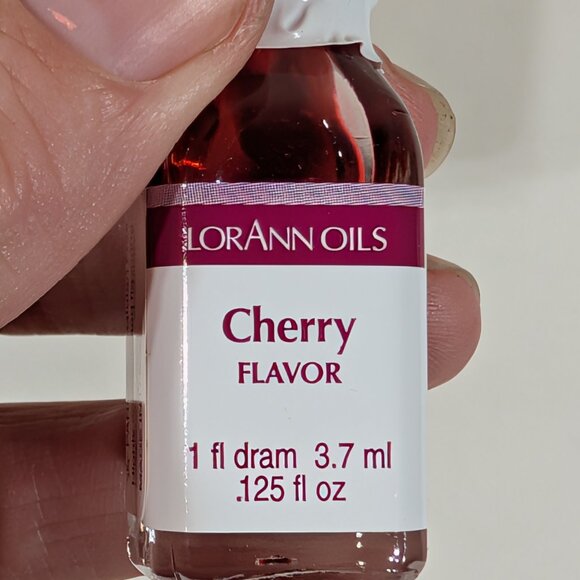 LORANN OILS
Cherry
FLAVOR
1 fl dram 3.7 ml
.125 fl oz